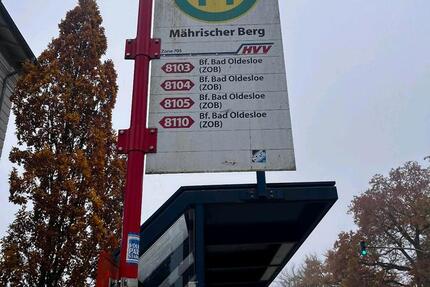 H
Mährischer Berg
Zone 705
HVV
8103 Bf. Bad Oldesloe
(ZOB)
8104 Bf. Bad Oldesloe
(ZOB)
8105 Bf. Bad Oldesloe
(ZOB)
8110 Bf. Bad Oldesloe
(ZOB)